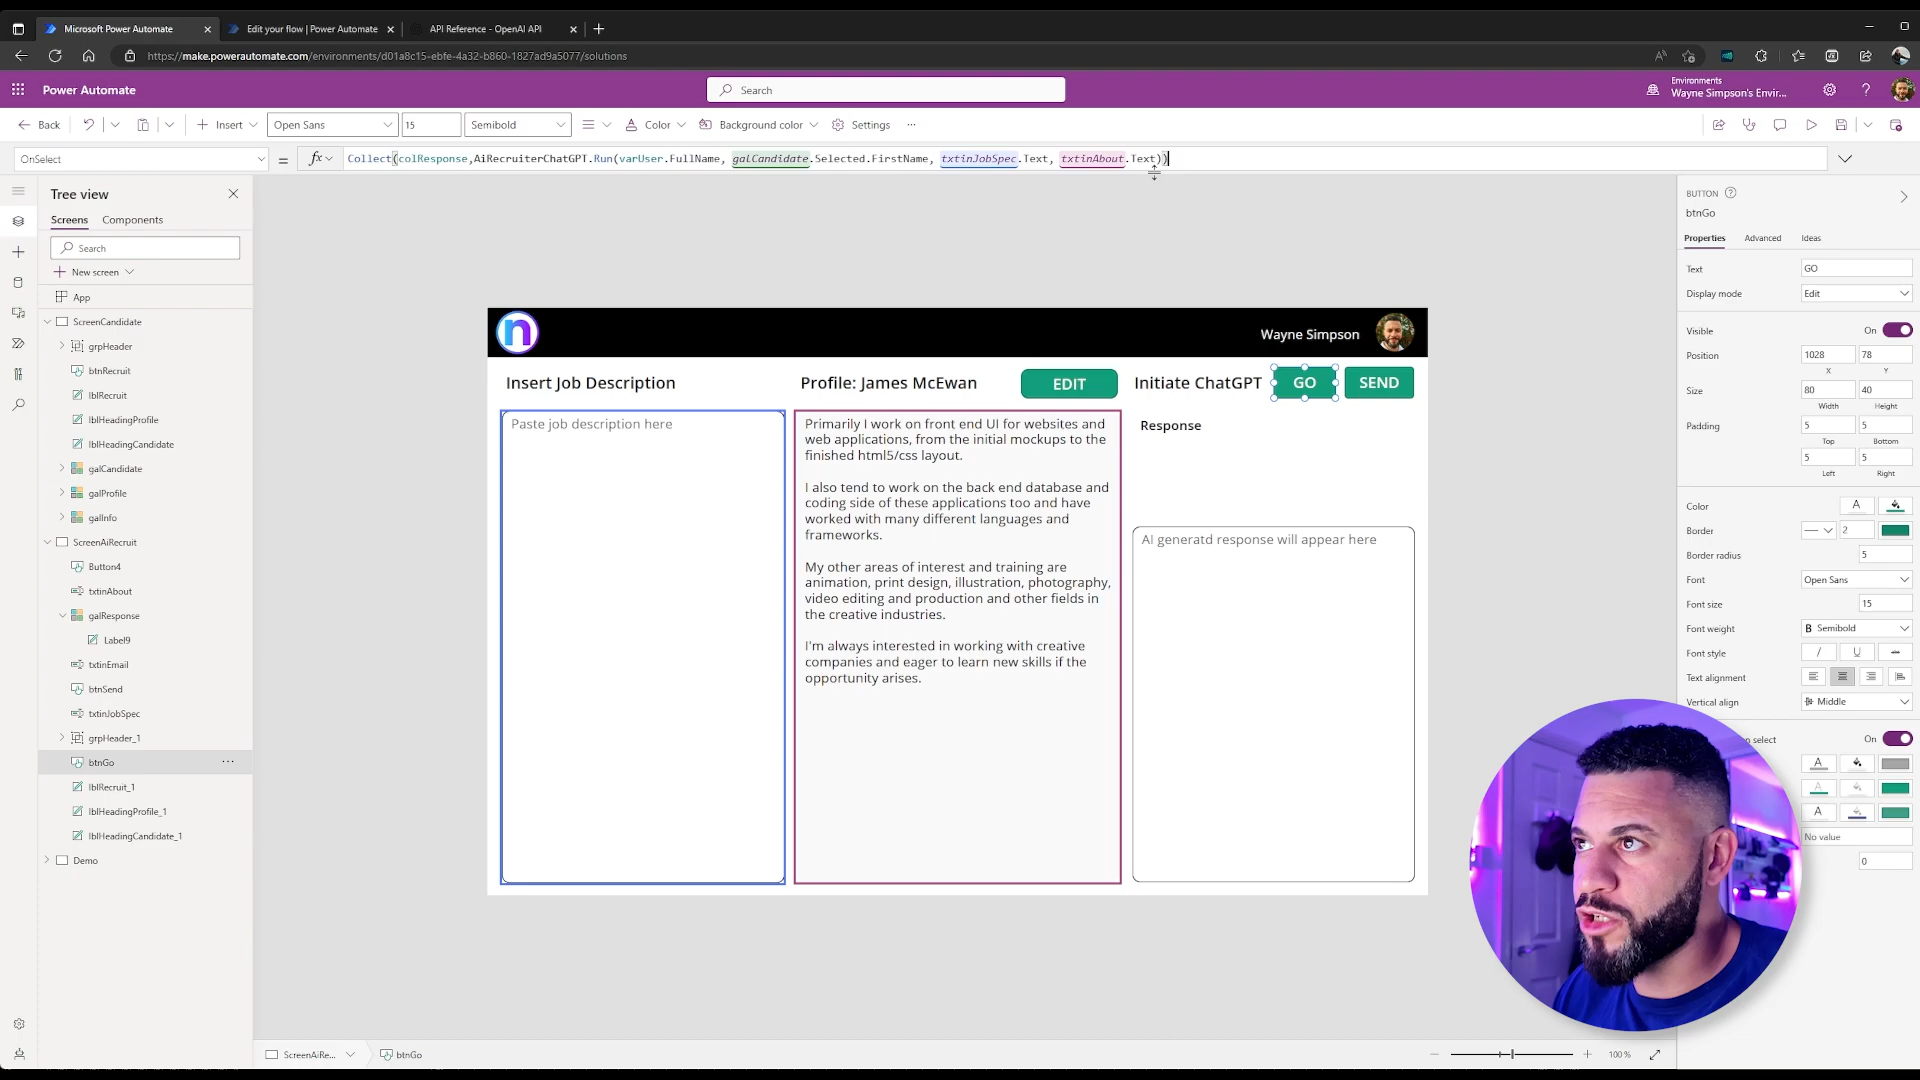 Microsoft Power Automate
Edit your flow | Power Automate
API Reference - OpenAI API
https://make.powerautomate.com/environments/d01a8c15-ebfe-4a32-b860-1827ad9a5077/solutions
Power Automate
Search
Environments
Wayne Simpson's Envir...
Back
Insert
Open Sans
15
Semibold
Color
Background color
Settings
OnSelect
=
fx
Collect(colResponse,AiRecruiterChatGPT.Run(varUser.FullName, galCandidate.Selected.FirstName, txtinJobSpec.Text, txtinAbout.Text))
Tree view
Screens
Components
Search
New screen
App
ScreenCandidate
grpHeader
btnRecruit
lblRecruit
lblHeadingProfile
lblHeadingCandidate
galCandidate
galProfile
galInfo
ScreenAiRecruit
Button4
txtinAbout
galResponse
Label9
txtinEmail
btnSend
txtinJobSpec
grpHeader_1
btnGo
lblRecruit_1
lblHeadingProfile_1
lblHeadingCandidate_1
Demo
n
Wayne Simpson
Insert Job Description
Paste job description here
Profile: James McEwan
EDIT
Primarily I work on front end UI for websites and
web applications, from the initial mockups to the
finished html5/css layout.
I also tend to work on the back end database and
coding side of these applications too and have
worked with many different languages and
frameworks.
My other areas of interest and training are
animation, print design, illustration, photography,
video editing and production and other fields in
the creative industries.
I'm always interested in working with creative
companies and eager to learn new skills if the
opportunity arises.
Initiate ChatGPT
GO
SEND
Response
AI generatd response will appear here
BUTTON
btnGo
Properties
Advanced
Ideas
Text
GO
Display mode
Edit
Visible
On
Position
1028
78
X
Y
Size
80
40
Width
Height
Padding
5
5
Top
Bottom
5
5
Left
Right
Color
Border
2
Border radius
5
Font
Open Sans
Font size
15
Font weight
B Semibold
Font style
Text alignment
Vertical align
Middle
select
On
No value
0
ScreenAiRe...
btnGo
100 %